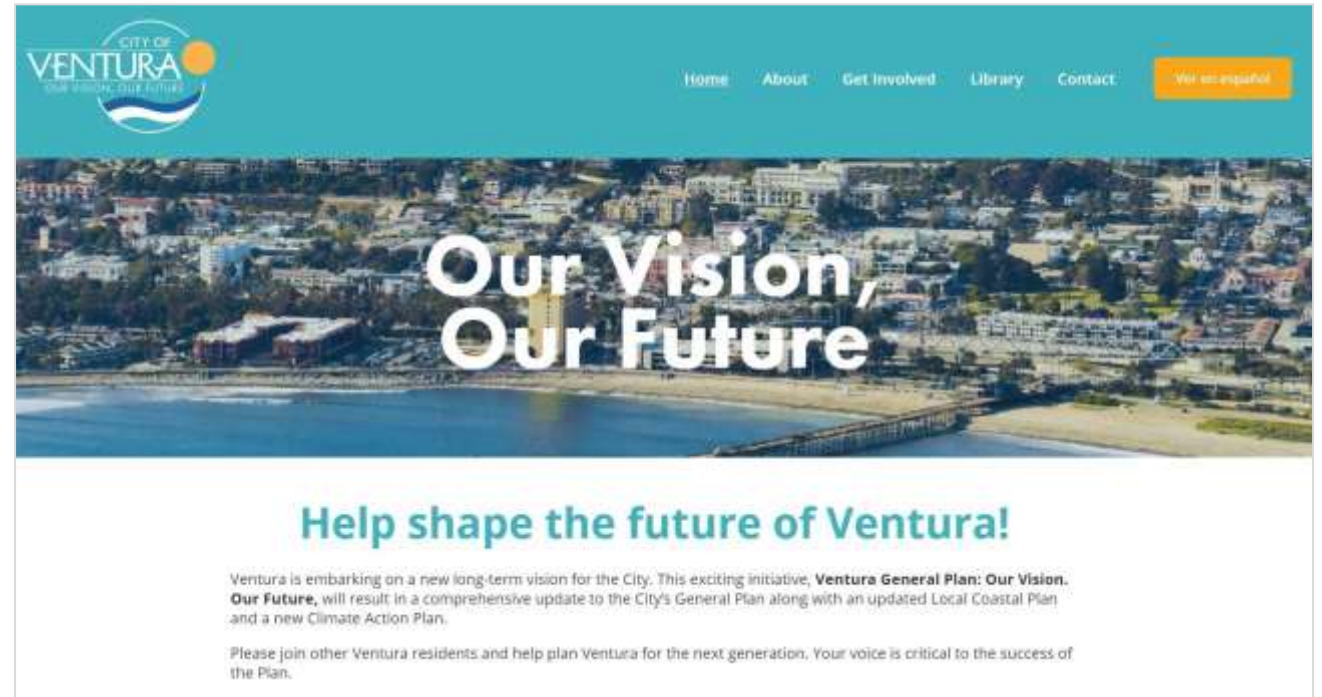 CITY OF
VENTURA
OUR VISION, OUR FUTURE
Home About Get Involved Library Contact Ver en español
Our Vision,
Our Future
Help shape the future of Ventura!
Ventura is embarking on a new long-term vision for the City. This exciting initiative, Ventura General Plan: Our Vision.
Our Future, will result in a comprehensive update to the City's General Plan along with an updated Local Coastal Plan
and a new Climate Action Plan.
Please join other Ventura residents and help plan Ventura for the next generation. Your voice is critical to the success of
the Plan.